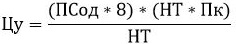 Цу = (ПСод * 8) * (НТ * Пк)
НТ